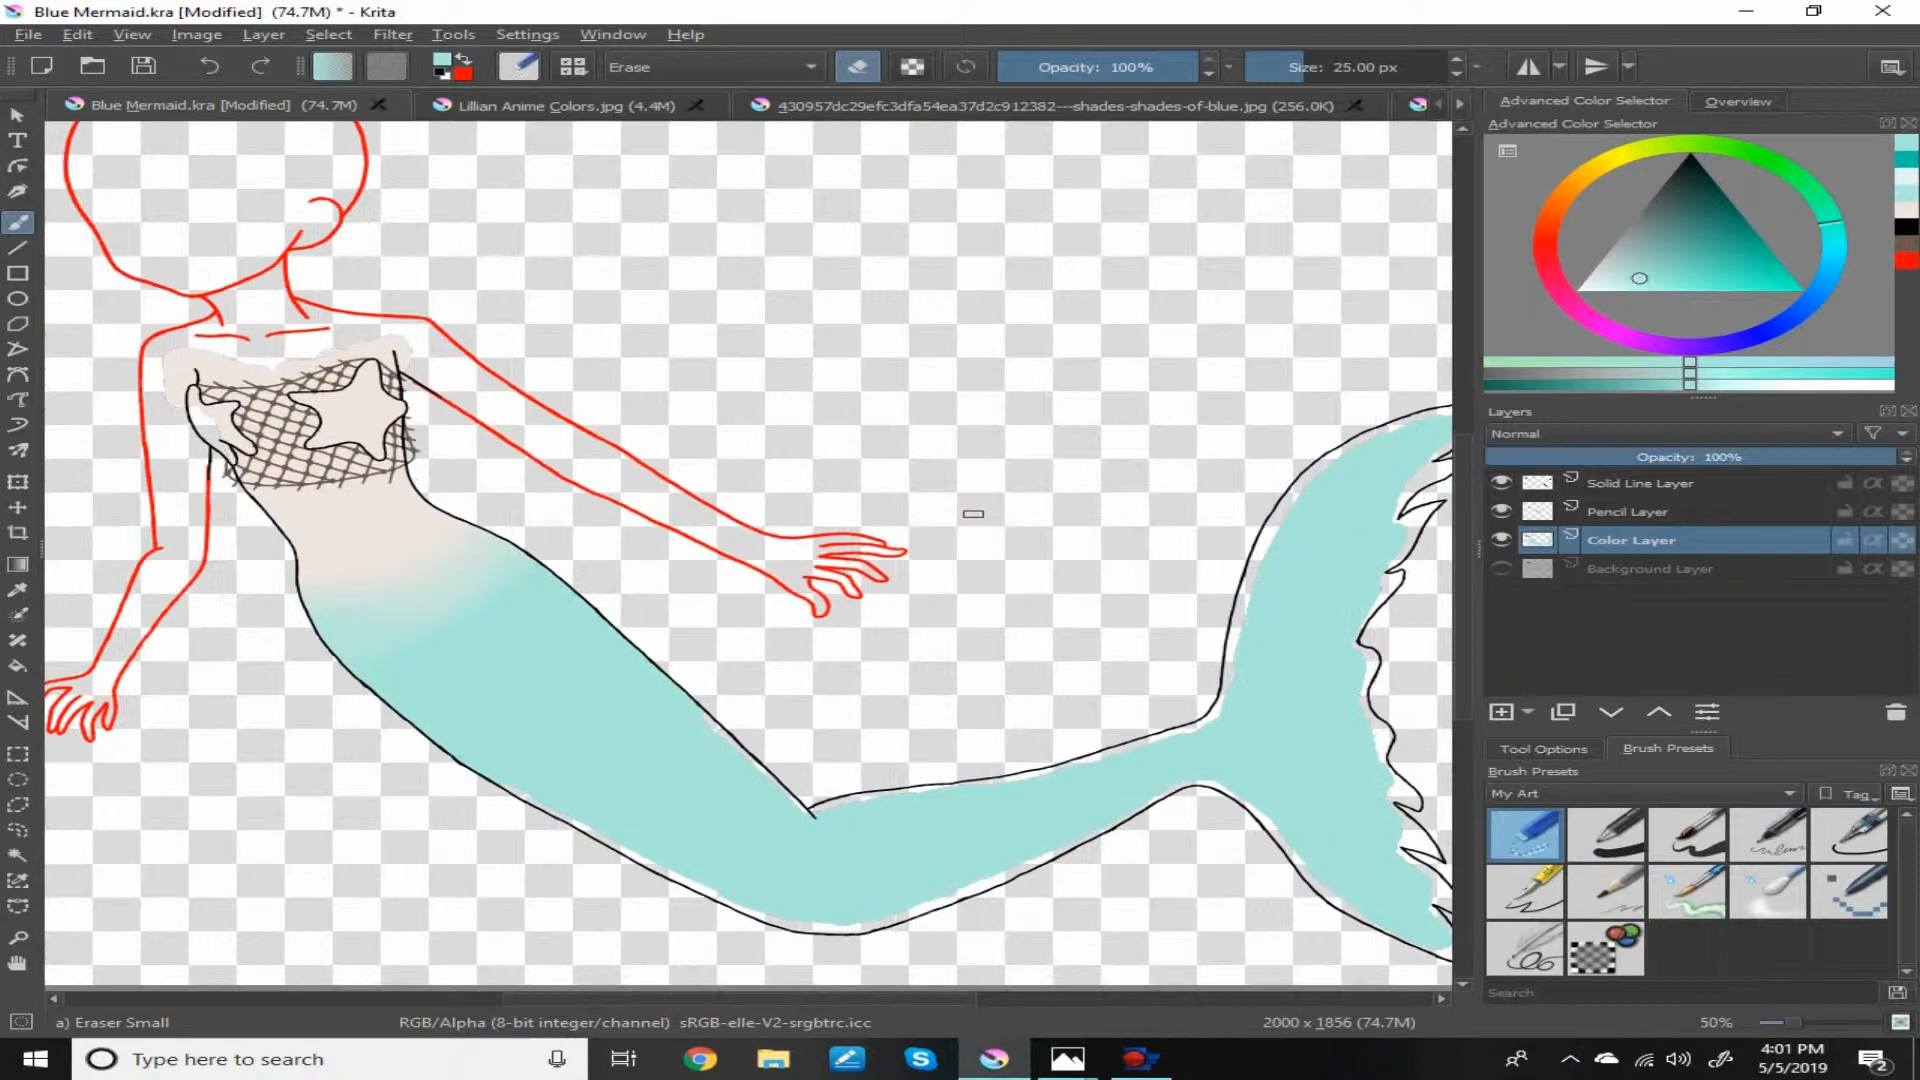 Blue Mermaid.kra [Modified]  (74.7M) * - Krita
File Edit View Image Layer Filter Tools Settings Window Help
Erase
Opacity: 100%
Size: 25.00 px
Blue Mermaid.kra [Modified]  (74.7M)
Lillian Anime Colors.jpg (4.4M)
430957dc29efc3dfa54ea37d2c912382---shades-shades-of-blue.jpg (256.0K)
Advanced Color Selector
Overview
Advanced Color Selector
Layers
Normal
Opacity: 100%
Solid Line Layer
Pencil Layer
Color Layer
Background Layer
Tool Options
Brush Presets
Brush Presets
My Art
Tag
Search
a) Eraser Small
RGB/Alpha (8-bit integer/channel)  sRGB-elle-V2-srgbtrc.icc
2000 x 1856 (74.7M)
50%
Type here to search
4:01 PM
5/5/2019
2